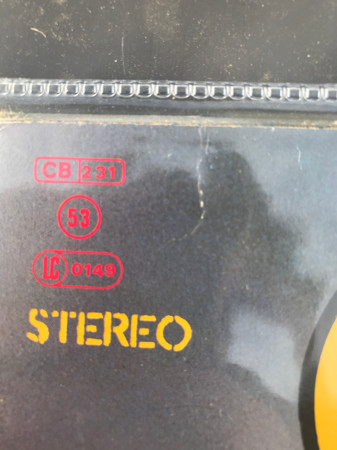 CB 231
53
LC 0149
STEREO